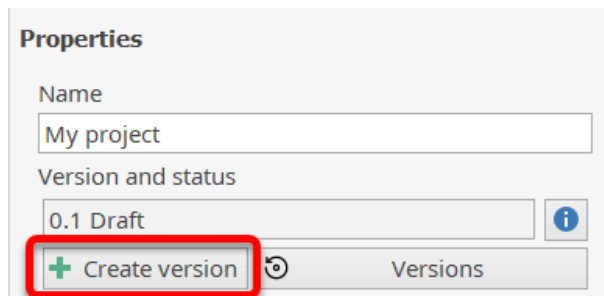 Properties
Name
My project
Version and status
0.1 Draft
Create version Versions